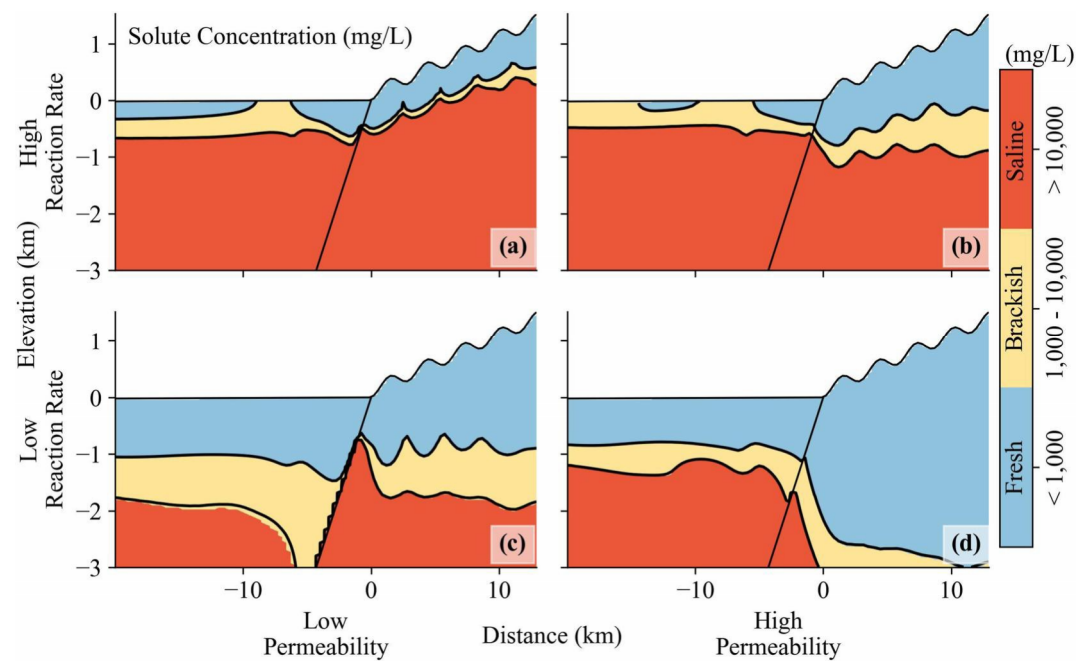 Solute Concentration (mg/L)
(mg/L)
High
Reaction Rate
1
0
−1
−2
−3
(a)
(b)
Saline
> 10,000
Brackish
1,000 - 10,000
Fresh
< 1,000
Elevation (km)
Low
Reaction Rate
1
0
−1
−2
−3
(c)
(d)
−10
0
10
−10
0
10
Low
Permeability
Distance (km)
High
Permeability